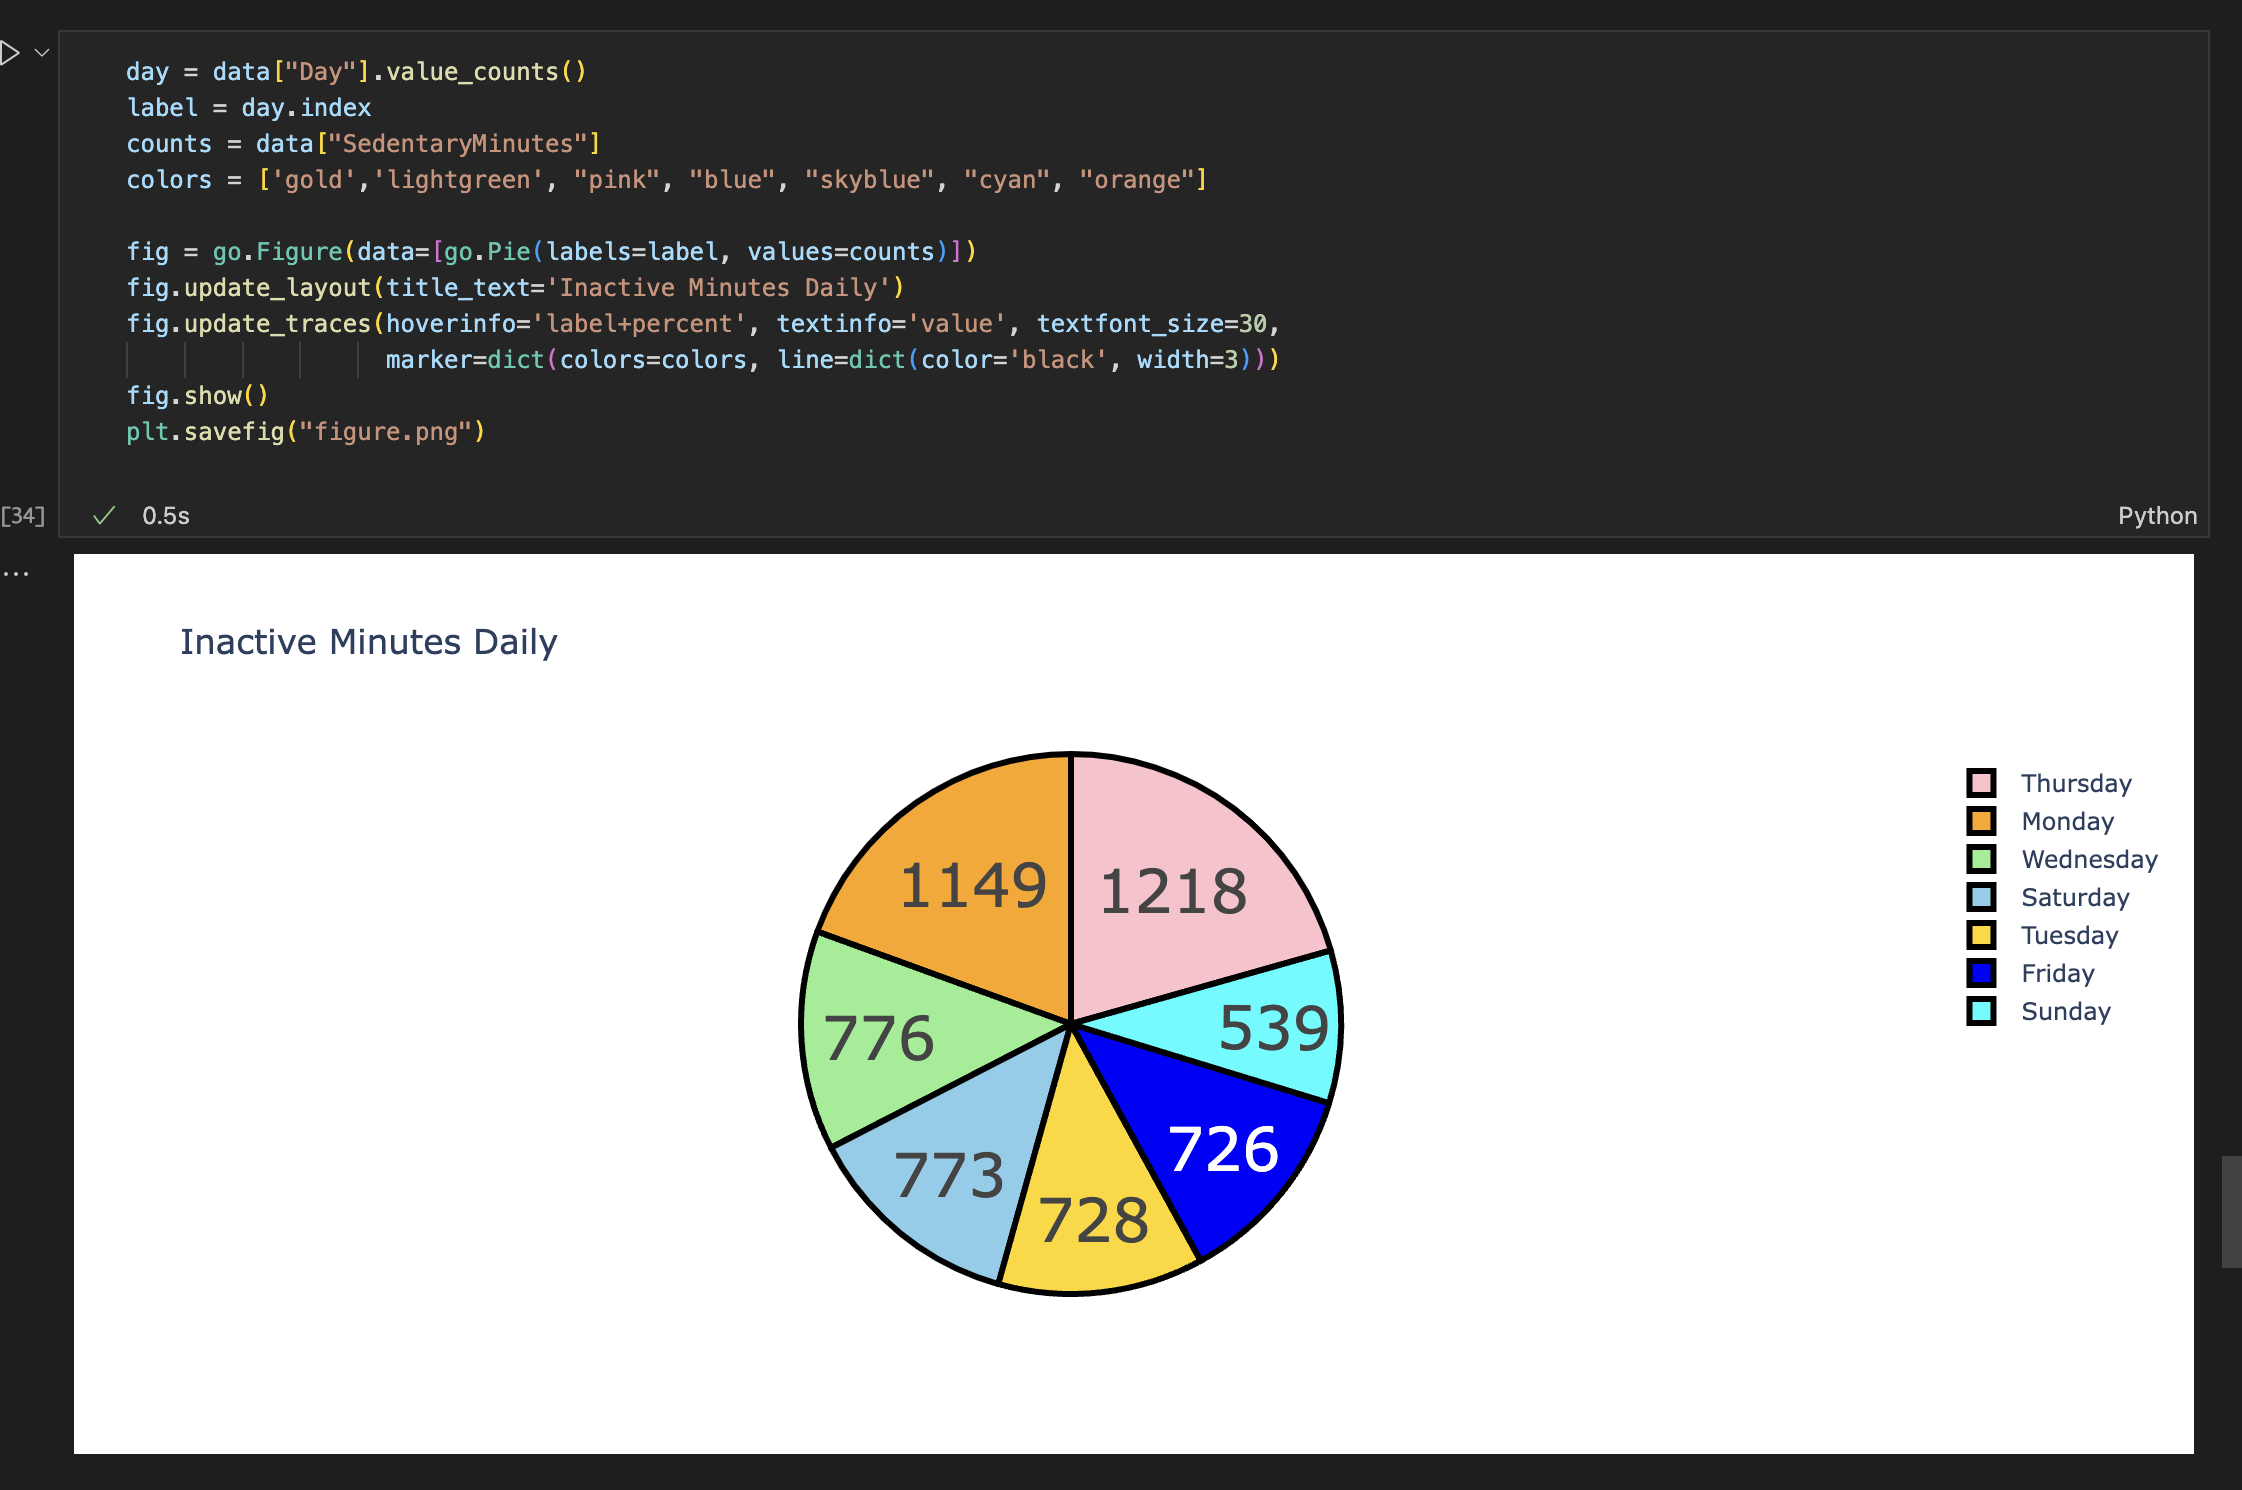 day = data["Day"].value_counts()
label = day.index
counts = data["SedentaryMinutes"]
colors = ['gold','lightgreen', "pink", "blue", "skyblue", "cyan", "orange"]
fig = go.Figure(data=[go.Pie(labels=label, values=counts)])
fig.update_layout(title_text='Inactive Minutes Daily')
fig.update_traces(hoverinfo='label+percent', textinfo='value', textfont_size=30,
marker=dict(colors=colors, line=dict(color='black', width=3)))
fig.show()
plt.savefig("figure.png")
[34]
0.5s
Python
...
Inactive Minutes Daily
1149
1218
776
539
773
726
728
Thursday
Monday
Wednesday
Saturday
Tuesday
Friday
Sunday